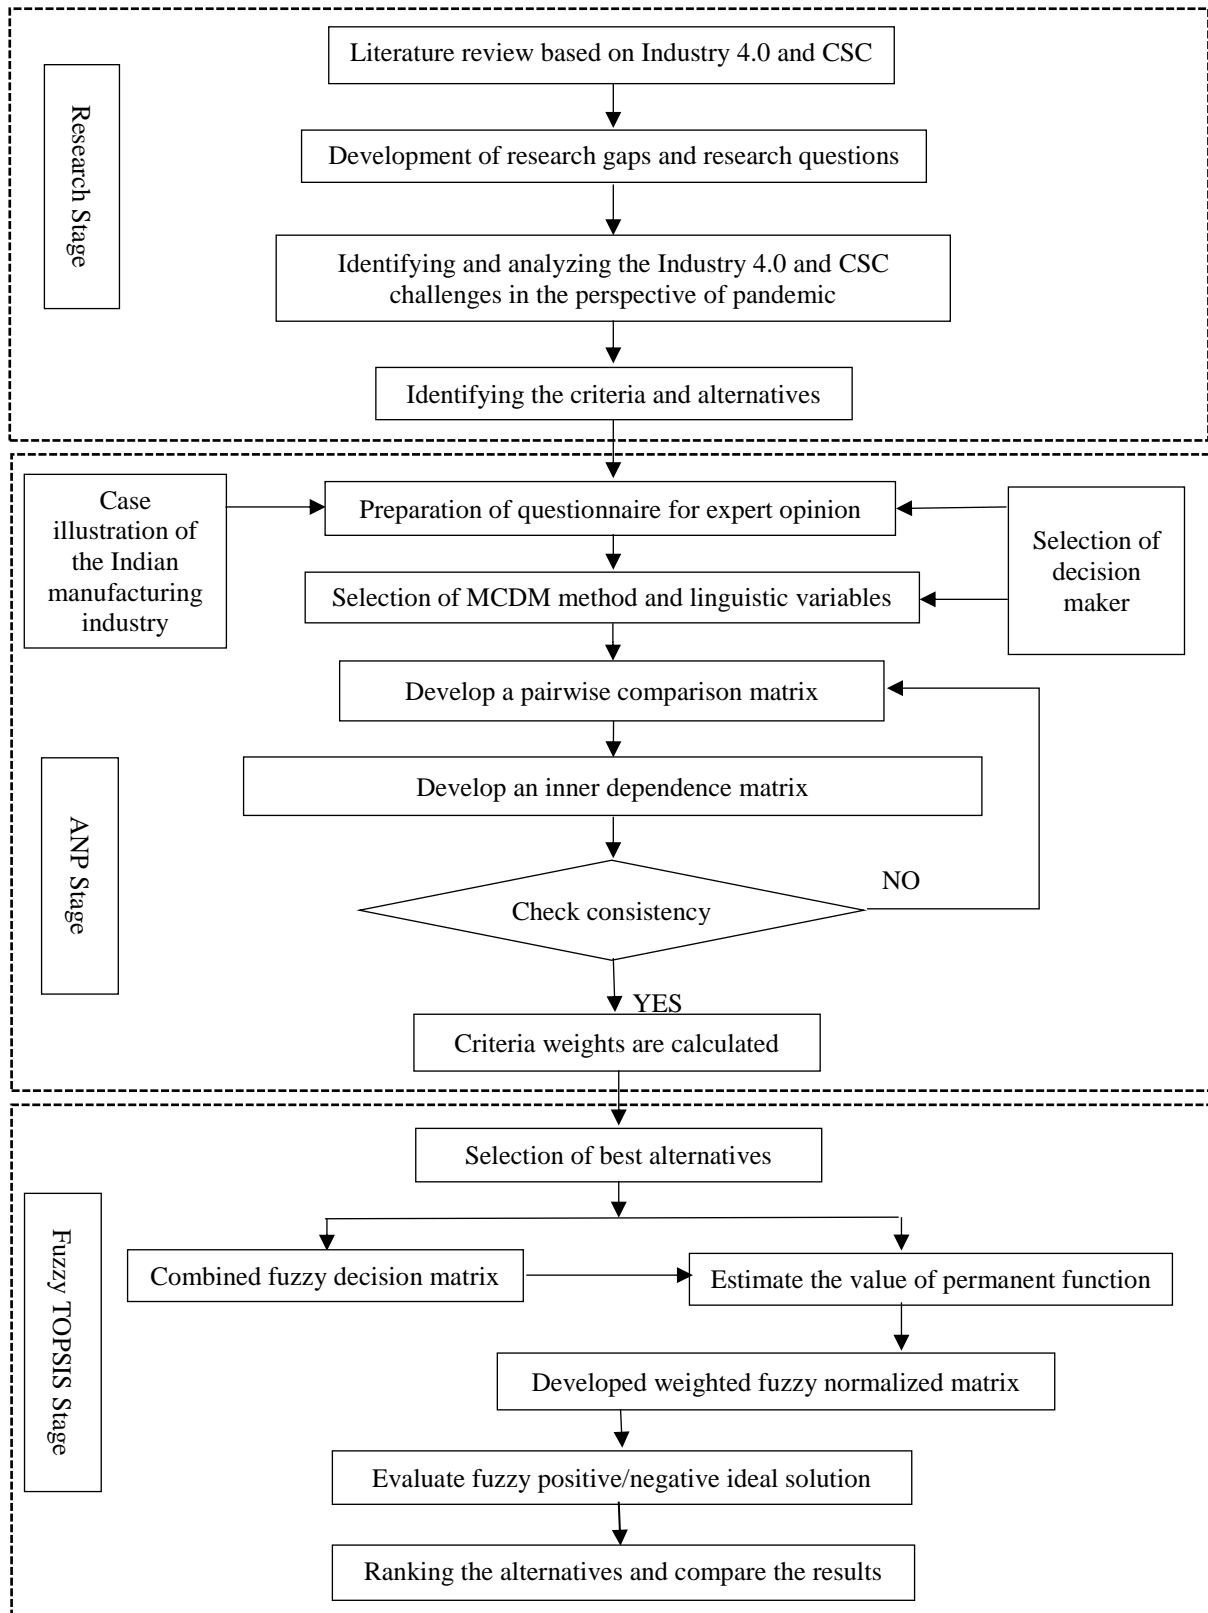 Literature review based on Industry 4.0 and CSC
Development of research gaps and research questions
Identifying and analyzing the Industry 4.0 and CSC
challenges in the perspective of pandemic
Identifying the criteria and alternatives
Research Stage
Case
illustration of
the Indian
manufacturing
industry
Preparation of questionnaire for expert opinion
Selection of
decision
maker
Selection of MCDM method and linguistic variables
Develop a pairwise comparison matrix
Develop an inner dependence matrix
ANP Stage
Check consistency
NO
YES
Criteria weights are calculated
Selection of best alternatives
Fuzzy TOPSIS Stage
Combined fuzzy decision matrix
Estimate the value of permanent function
Developed weighted fuzzy normalized matrix
Evaluate fuzzy positive/negative ideal solution
Ranking the alternatives and compare the results